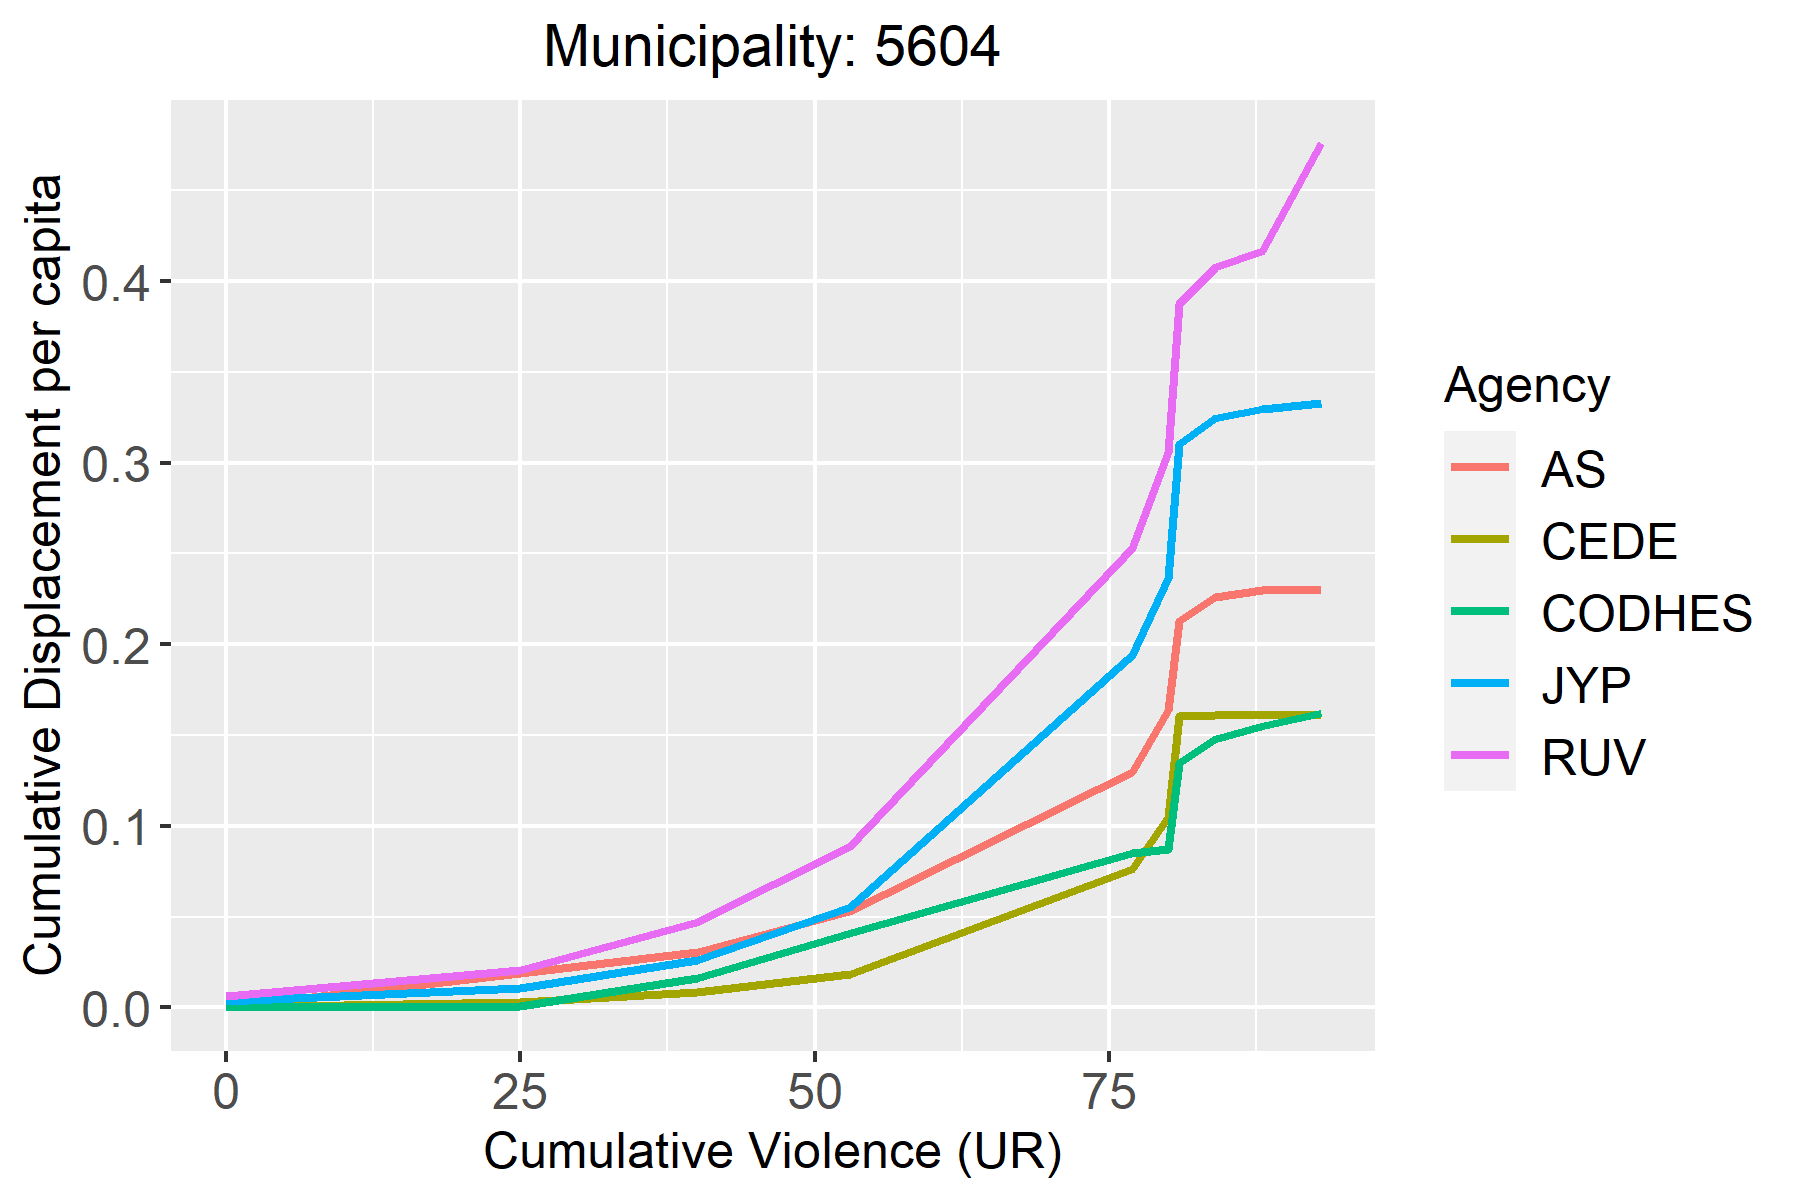 Municipality: 5604
Cumulative Displacement per capita
0.4
0.3
0.2
0.1
0.0
0
25
50
75
Cumulative Violence (UR)
Agency
AS
CEDE
CODHES
JYP
RUV